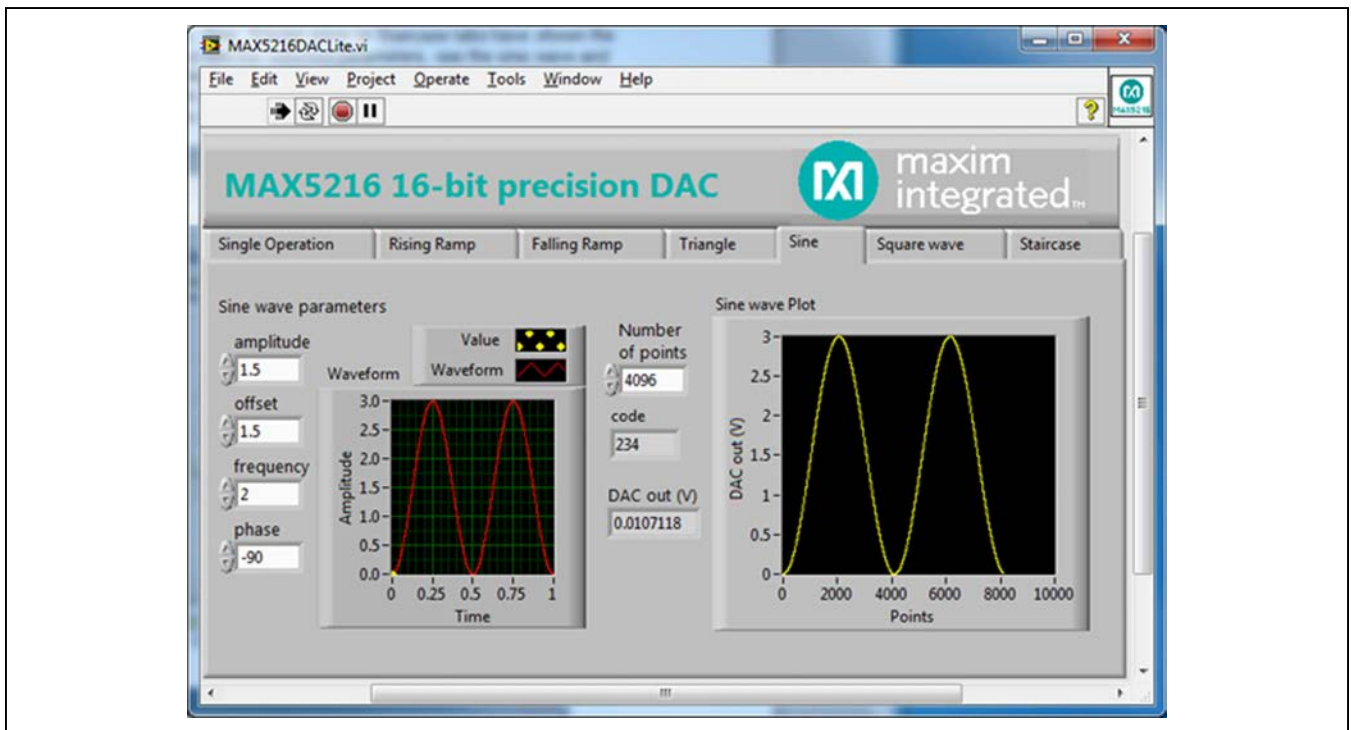 MAX5216DACLite.vi
File Edit View Project Operate Tools Window Help
MAX5216
MAX5216 16-bit precision DAC
maxim
integrated™
Single Operation Rising Ramp Falling Ramp Triangle Sine Square wave Staircase
Sine wave parameters
amplitude
1.5
offset
1.5
frequency
2
phase
-90
Value
Waveform
Waveform
3.0
2.5
2.0
1.5
1.0
0.5
0.0
Amplitude
0 0.25 0.5 0.75 1
Time
Number
of points
4096
code
234
DAC out (V)
0.0107118
Sine wave Plot
3
2.5
2
1.5
1
0.5
0
DAC out (V)
0 2000 4000 6000 8000 10000
Points